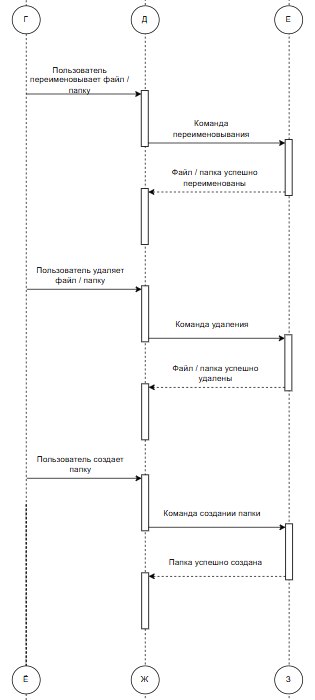 Г Д Е
Пользователь
переименовывает файл /
папку
Команда
переименовывания
Файл / папка успешно
переименованы
Пользователь удаляет
файл / папку
Команда удаления
Файл / папка успешно
удалены
Пользователь создает
папку
Команда создании папки
Папка успешно создана
Ё Ж З